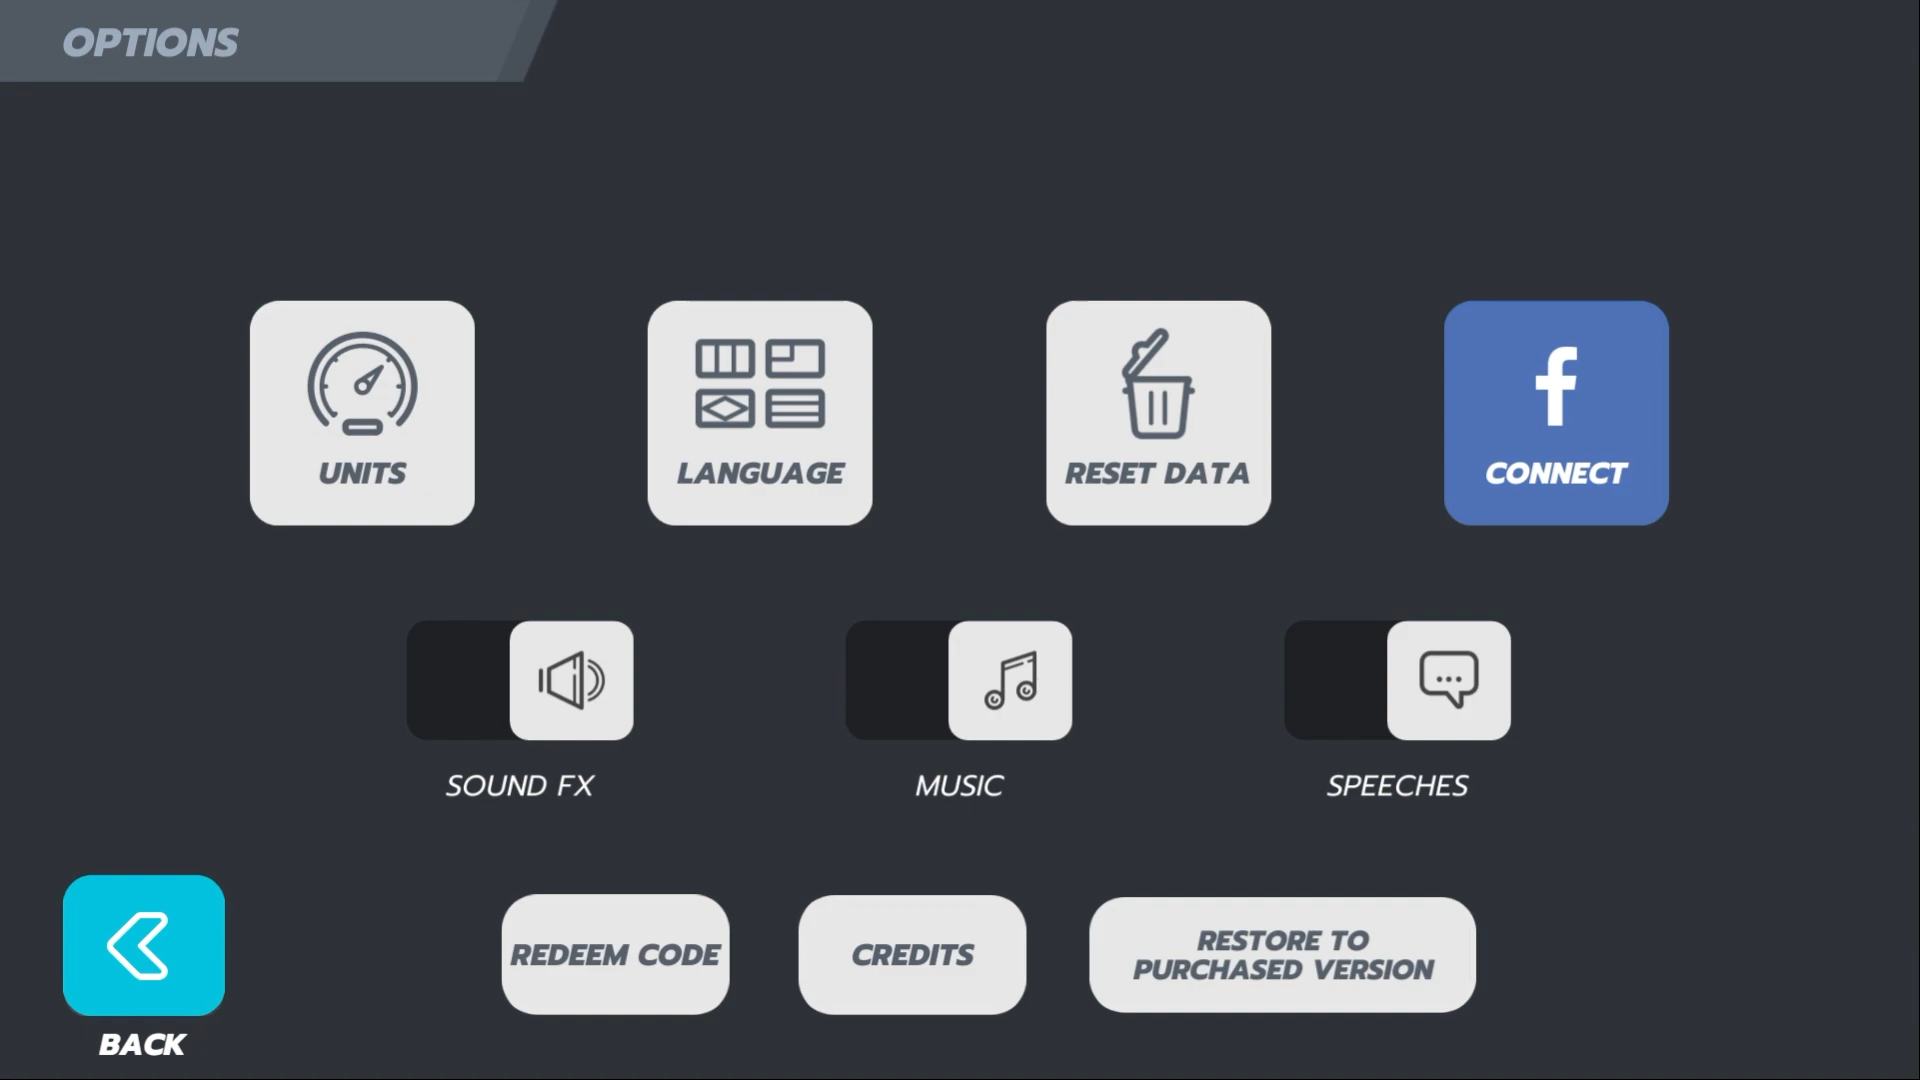 OPTIONS
UNITS
LANGUAGE
RESET DATA
CONNECT
SOUND FX
MUSIC
SPEECHES
REDEEM CODE
CREDITS
RESTORE TO
PURCHASED VERSION
BACK